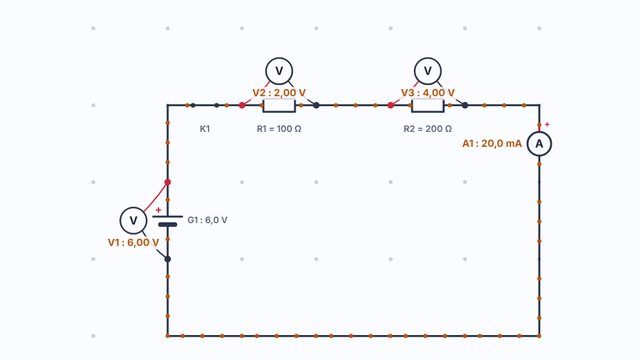 V
V
V2 : 2,00 V
V3 : 4,00 V
K1
R1 = 100 Ω
R2 = 200 Ω
+
A1 : 20,0 mA
A
+
V
G1 : 6,0 V
V1 : 6,00 V